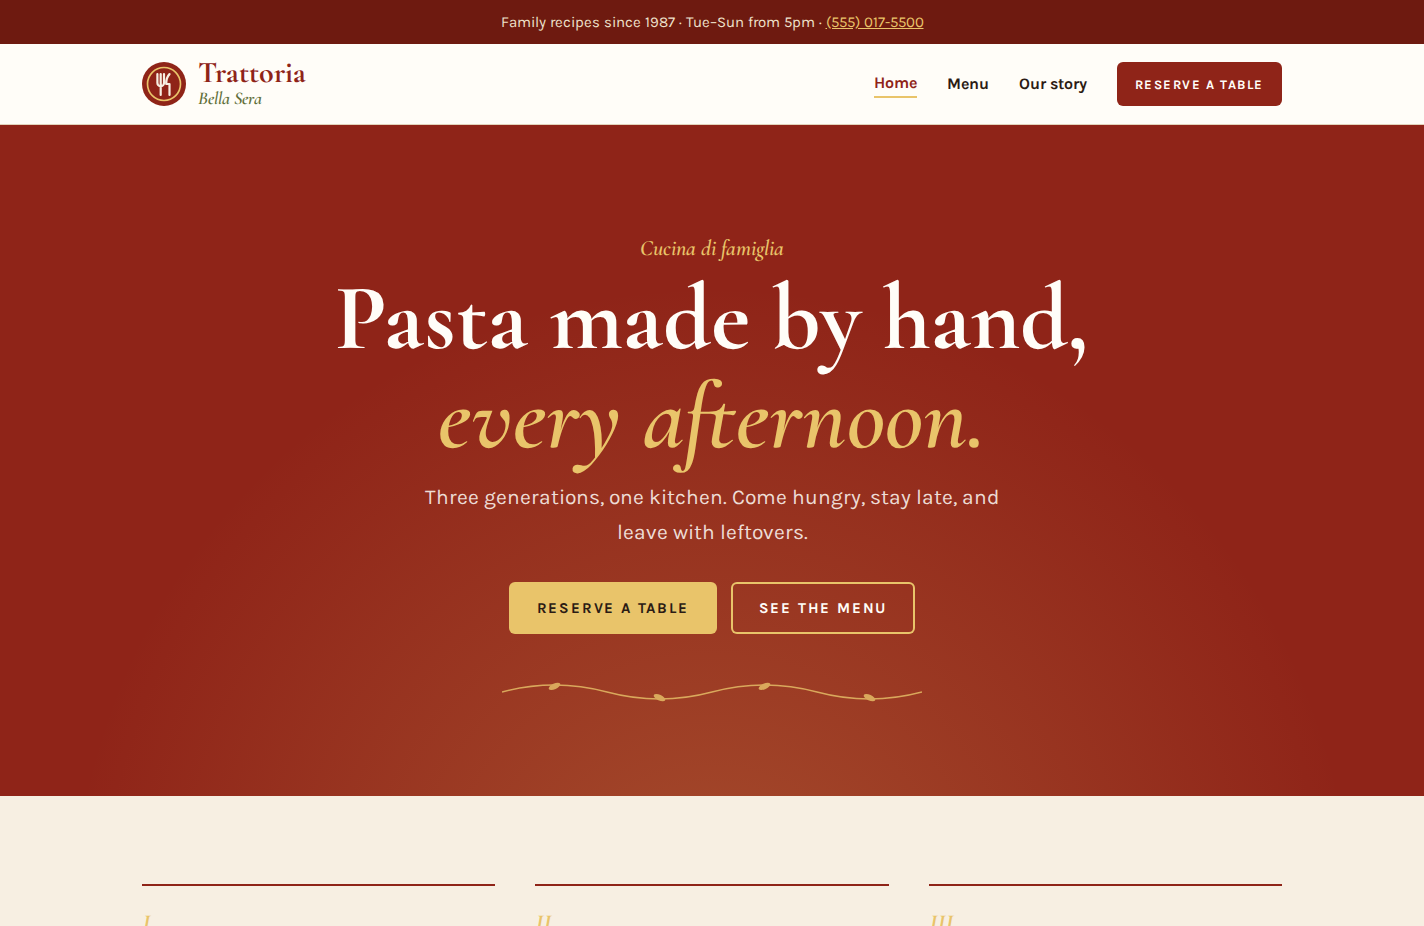 Family recipes since 1987 · Tue–Sun from 5pm · (555) 017-5500
Trattoria
Bella Sera
Home
Menu
Our story
RESERVE A TABLE
Cucina di famiglia
Pasta made by hand,
every afternoon.
Three generations, one kitchen. Come hungry, stay late, and
leave with leftovers.
RESERVE A TABLE
SEE THE MENU
I
II
III